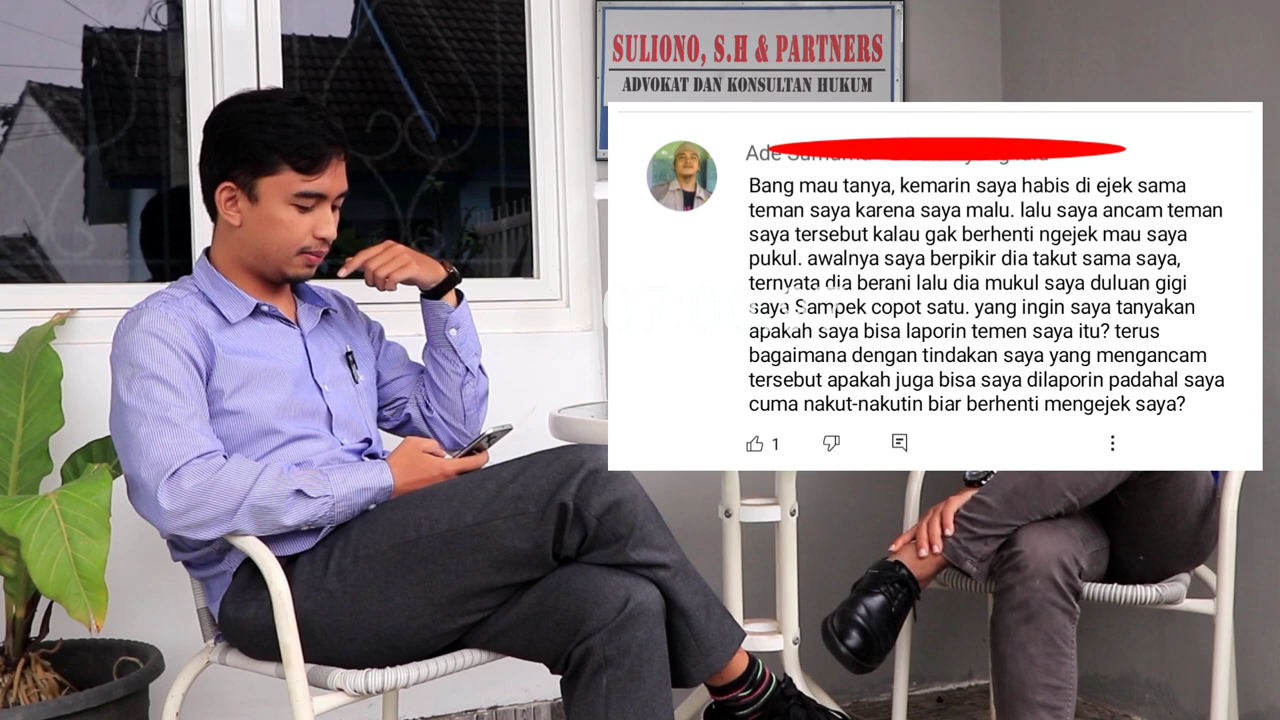 SULIONO, S.H & PARTNERS
ADVOKAT DAN KONSULTAN HUKUM
Ade
Bang mau tanya, kemarin saya habis di ejek sama
teman saya karena saya malu. lalu saya ancam teman
saya tersebut kalau gak berhenti ngejek mau saya
pukul. awalnya saya berpikir dia takut sama saya,
ternyata dia berani lalu dia mukul saya duluan gigi
saya Sampek copot satu. yang ingin saya tanyakan
apakah saya bisa laporin temen saya itu? terus
bagaimana dengan tindakan saya yang mengancam
tersebut apakah juga bisa saya dilaporin padahal saya
cuma nakut-nakutin biar berhenti mengejek saya?
1